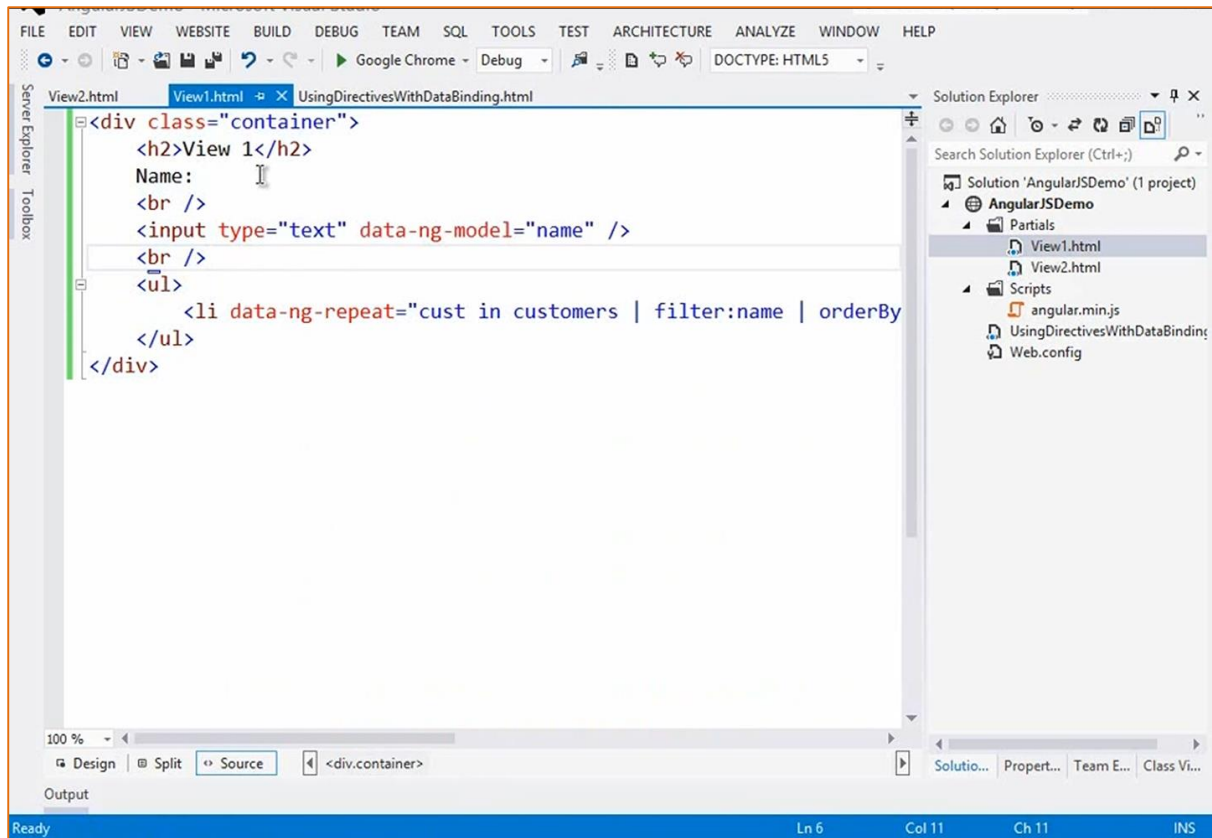 AngularJSDemo - Microsoft Visual Studio
FILE EDIT VIEW WEBSITE BUILD DEBUG TEAM SQL TOOLS TEST ARCHITECTURE ANALYZE WINDOW HELP
Google Chrome Debug DOCTYPE: HTML5
Server Explorer
Toolbox
View2.html View1.html UsingDirectivesWithDataBinding.html
<div class="container">
<h2>View 1</h2>
Name:
<br />
<input type="text" data-ng-model="name" />
<br />
<ul>
<li data-ng-repeat="cust in customers | filter:name | orderBy
</ul>
</div>
100 %
Design Split Source <div.container>
Output
Solution Explorer
Search Solution Explorer (Ctrl+;)
Solution 'AngularJSDemo' (1 project)
AngularJSDemo
Partials
View1.html
View2.html
Scripts
angular.min.js
UsingDirectivesWithDataBinding
Web.config
Solutio... Propert... Team E... Class Vi...
Ready Ln 6 Col 11 Ch 11 INS